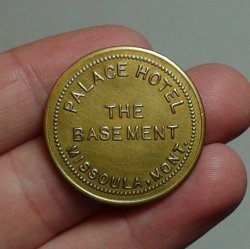 PALACE HOTEL
THE
BASEMENT
MISSOULA, MONT.